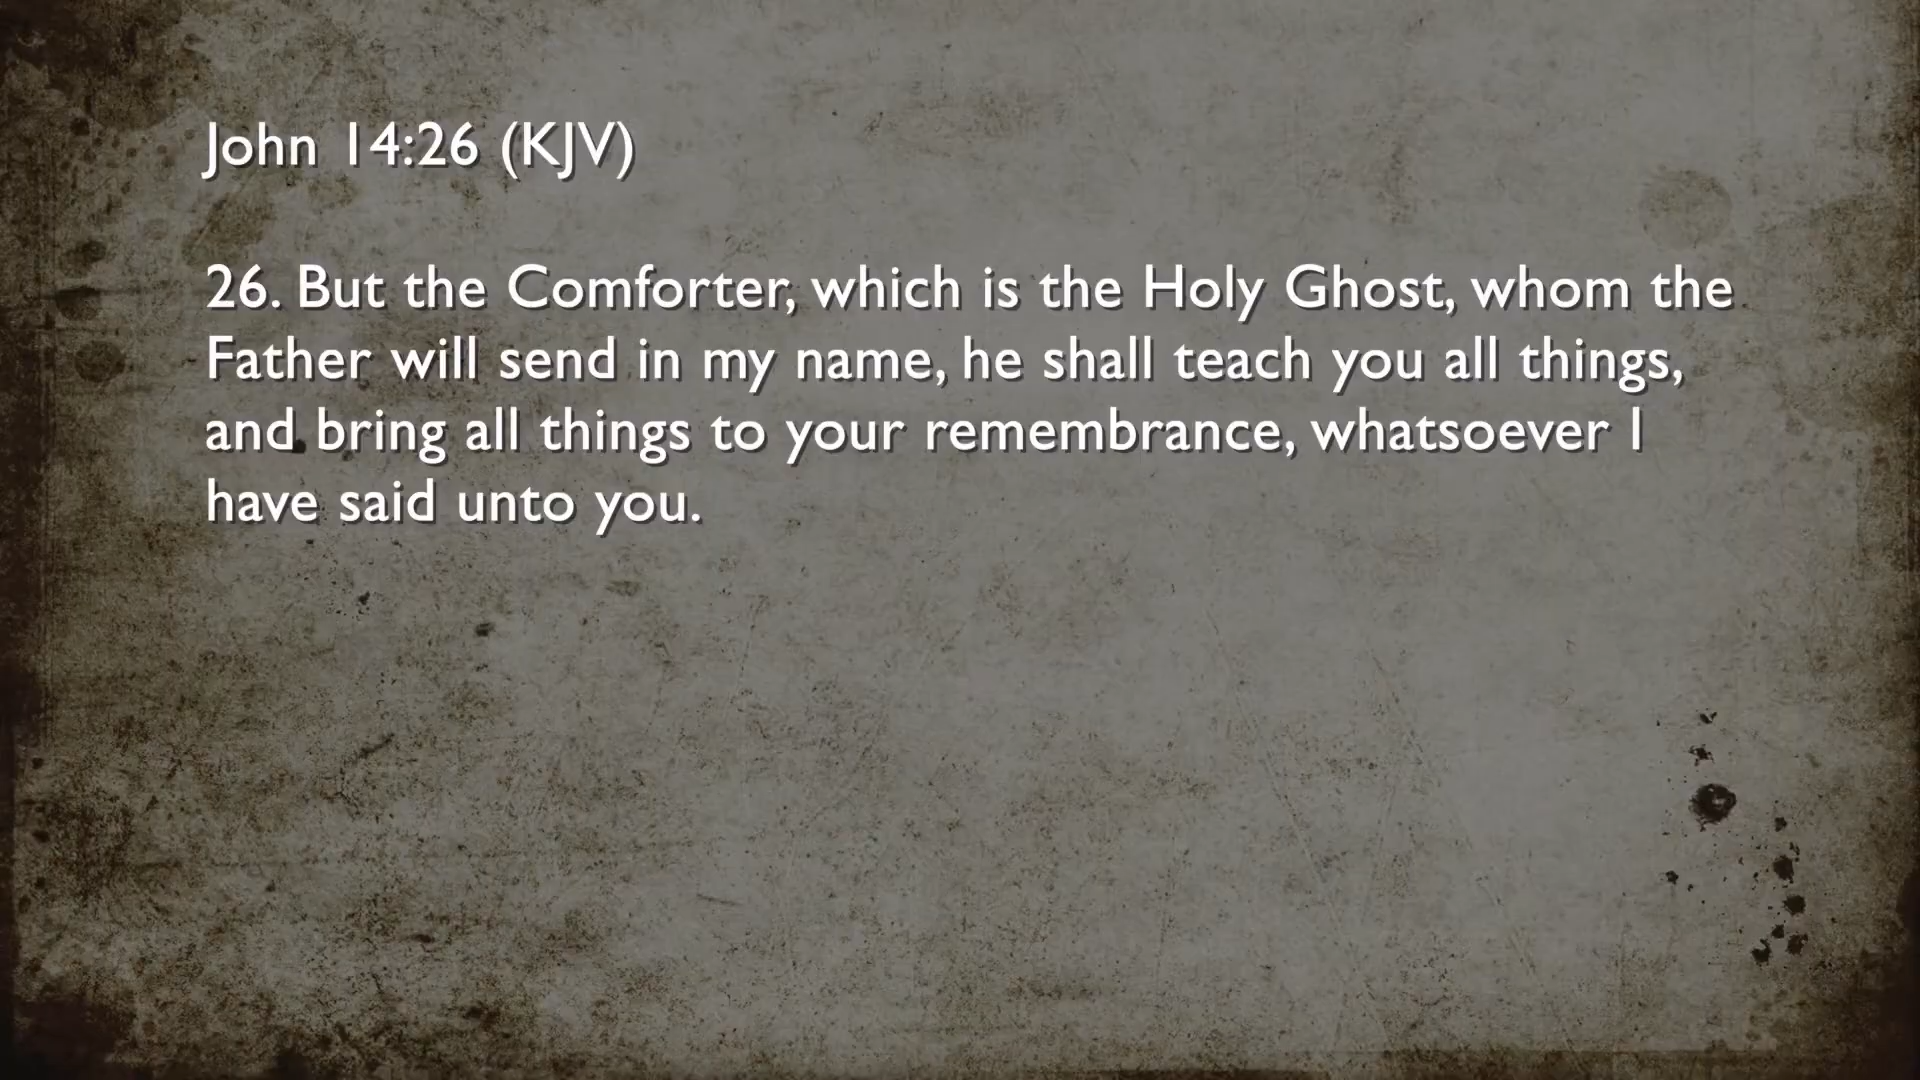 John 14:26 (KJV)
26. But the Comforter, which is the Holy Ghost, whom the
Father will send in my name, he shall teach you all things,
and bring all things to your remembrance, whatsoever I
have said unto you.